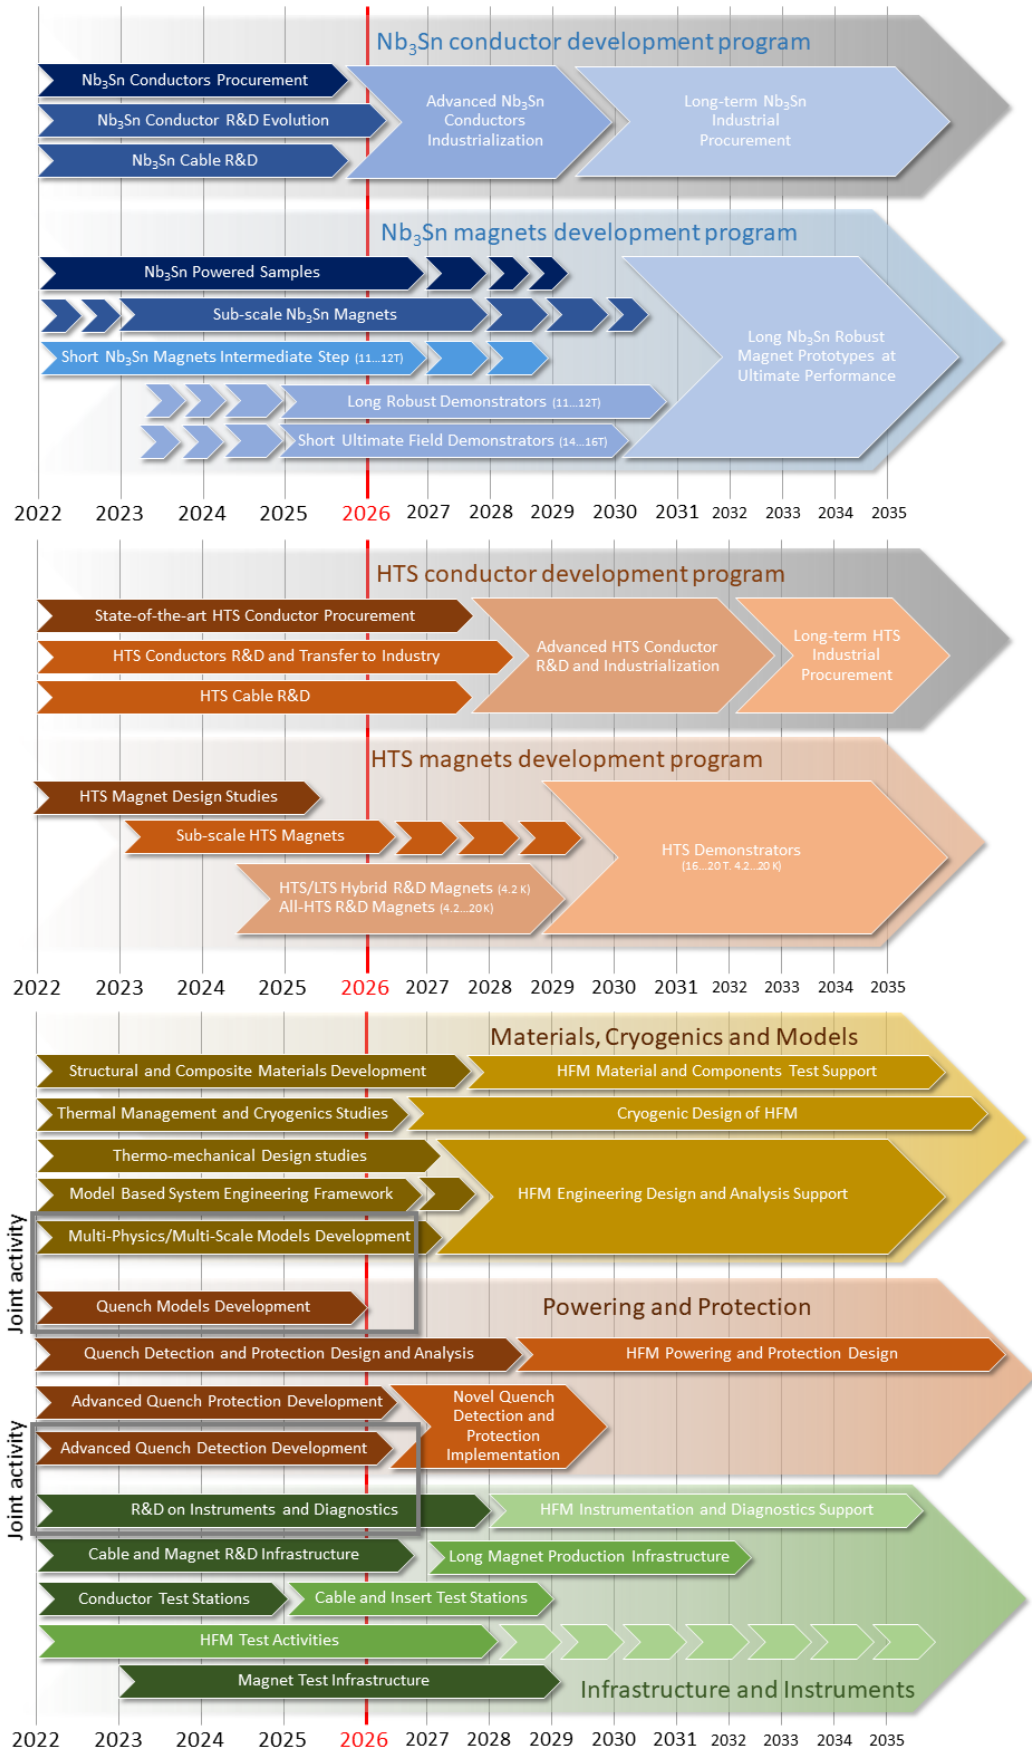 Nb₃Sn conductor development program
Nb₃Sn Conductors Procurement
Nb₃Sn Conductor R&D Evolution
Nb₃Sn Cable R&D
Advanced Nb₃Sn
Conductors
Industrialization
Long-term Nb₃Sn
Industrial
Procurement
Nb₃Sn magnets development program
Nb₃Sn Powered Samples
Sub-scale Nb₃Sn Magnets
Short Nb₃Sn Magnets Intermediate Step (11...12T)
Long Robust Demonstrators (11...12T)
Short Ultimate Field Demonstrators (14...16T)
Long Nb₃Sn Robust
Magnet Prototypes at
Ultimate Performance
2022 2023 2024 2025 2026 2027 2028 2029 2030 2031 2032 2033 2034 2035
HTS conductor development program
State-of-the-art HTS Conductor Procurement
HTS Conductors R&D and Transfer to Industry
HTS Cable R&D
Advanced HTS Conductor
R&D and Industrialization
Long-term HTS
Industrial
Procurement
HTS magnets development program
HTS Magnet Design Studies
Sub-scale HTS Magnets
HTS/LTS Hybrid R&D Magnets (4.2 K)
All-HTS R&D Magnets (4.2...20 K)
HTS Demonstrators
(16...20 T, 4.2...20 K)
2022 2023 2024 2025 2026 2027 2028 2029 2030 2031 2032 2033 2034 2035
Materials, Cryogenics and Models
Structural and Composite Materials Development
HFM Material and Components Test Support
Thermal Management and Cryogenics Studies
Cryogenic Design of HFM
Thermo-mechanical Design studies
Model Based System Engineering Framework
Multi-Physics/Multi-Scale Models Development
HFM Engineering Design and Analysis Support
Joint activity
Quench Models Development
Powering and Protection
Quench Detection and Protection Design and Analysis
HFM Powering and Protection Design
Advanced Quench Protection Development
Advanced Quench Detection Development
Novel Quench
Detection and
Protection
Implementation
Joint activity
R&D on Instruments and Diagnostics
HFM Instrumentation and Diagnostics Support
Cable and Magnet R&D Infrastructure
Long Magnet Production Infrastructure
Conductor Test Stations
Cable and Insert Test Stations
HFM Test Activities
Magnet Test Infrastructure
Infrastructure and Instruments
2022 2023 2024 2025 2026 2027 2028 2029 2030 2031 2032 2033 2034 2035